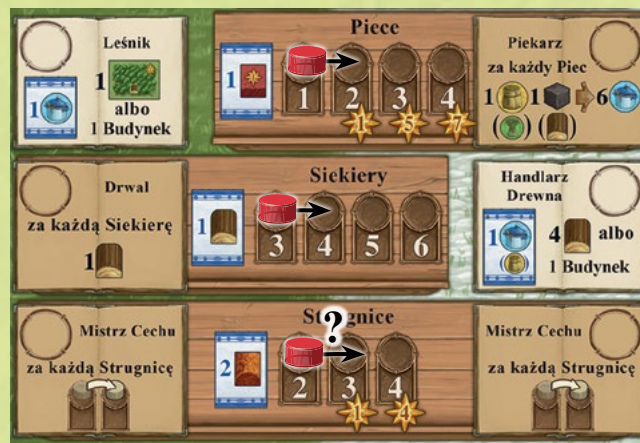 Leśnik
1
albo
1 Budynek
1
Piece
1
1 2 3 4
1 5 7
Piekarz
za każdy Piec
1 1 6
( ) ( )
Drwal
za każdą Siekierę
1
Siekiery
1
3 4 5 6
Handlarz
Drewna
1 4 albo
( )
1 Budynek
Mistrz Cechu
za każdą Strugnicę
Strugnice
?
2
2 3 4
1 4
Mistrz Cechu
za każdą Strugnicę